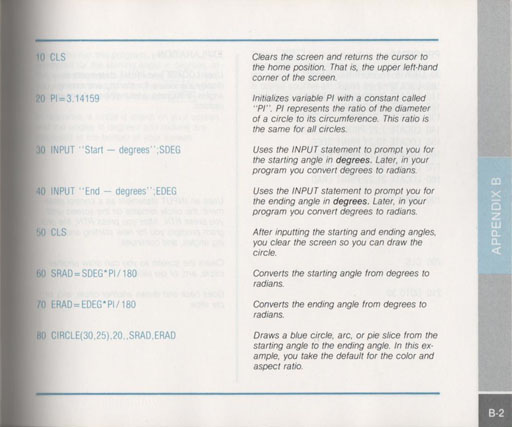 10 CLS
Clears the screen and returns the cursor to
the home position. That is, the upper left-hand
corner of the screen.
20 PI=3.14159
Initializes variable PI with a constant called
"PI". PI represents the ratio of the diameter
of a circle to its circumference. This ratio is
the same for all circles.
30 INPUT "Start — degrees";SDEG
Uses the INPUT statement to prompt you for
the starting angle in degrees. Later, in your
program you convert degrees to radians.
40 INPUT "End — degrees";EDEG
Uses the INPUT statement to prompt you for
the ending angle in degrees. Later, in your
program you convert degrees to radians.
50 CLS
After inputting the starting and ending angles,
you clear the screen so you can draw the
circle.
60 SRAD=SDEG*PI/180
Converts the starting angle from degrees to
radians.
70 ERAD=EDEG*PI/180
Converts the ending angle from degrees to
radians.
80 CIRCLE(30,25),20,,SRAD,ERAD
Draws a blue circle, arc, or pie slice from the
starting angle to the ending angle. In this ex-
ample, you take the default for the color and
aspect ratio.
APPENDIX B
B-2